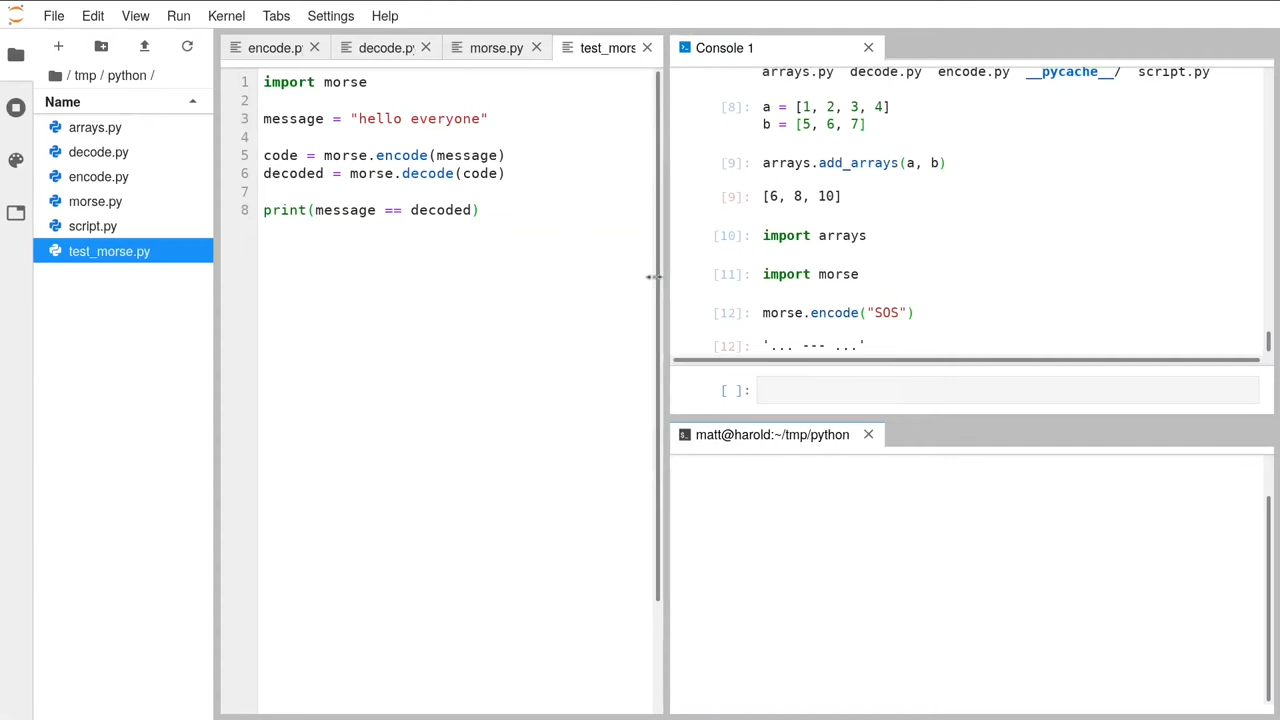 File Edit View Run Kernel Tabs Settings Help
/ tmp / python /
Name
arrays.py
decode.py
encode.py
morse.py
script.py
test_morse.py
encode.py
decode.py
morse.py
test_mors
1 import morse
2
3 message = "hello everyone"
4
5 code = morse.encode(message)
6 decoded = morse.decode(code)
7
8 print(message == decoded)
Console 1
arrays.py decode.py encode.py __pycache__/ script.py
[8]: a = [1, 2, 3, 4]
b = [5, 6, 7]
[9]: arrays.add_arrays(a, b)
[9]: [6, 8, 10]
[10]: import arrays
[11]: import morse
[12]: morse.encode("SOS")
[12]: '... --- ...'
[ ]:
matt@harold:~/tmp/python